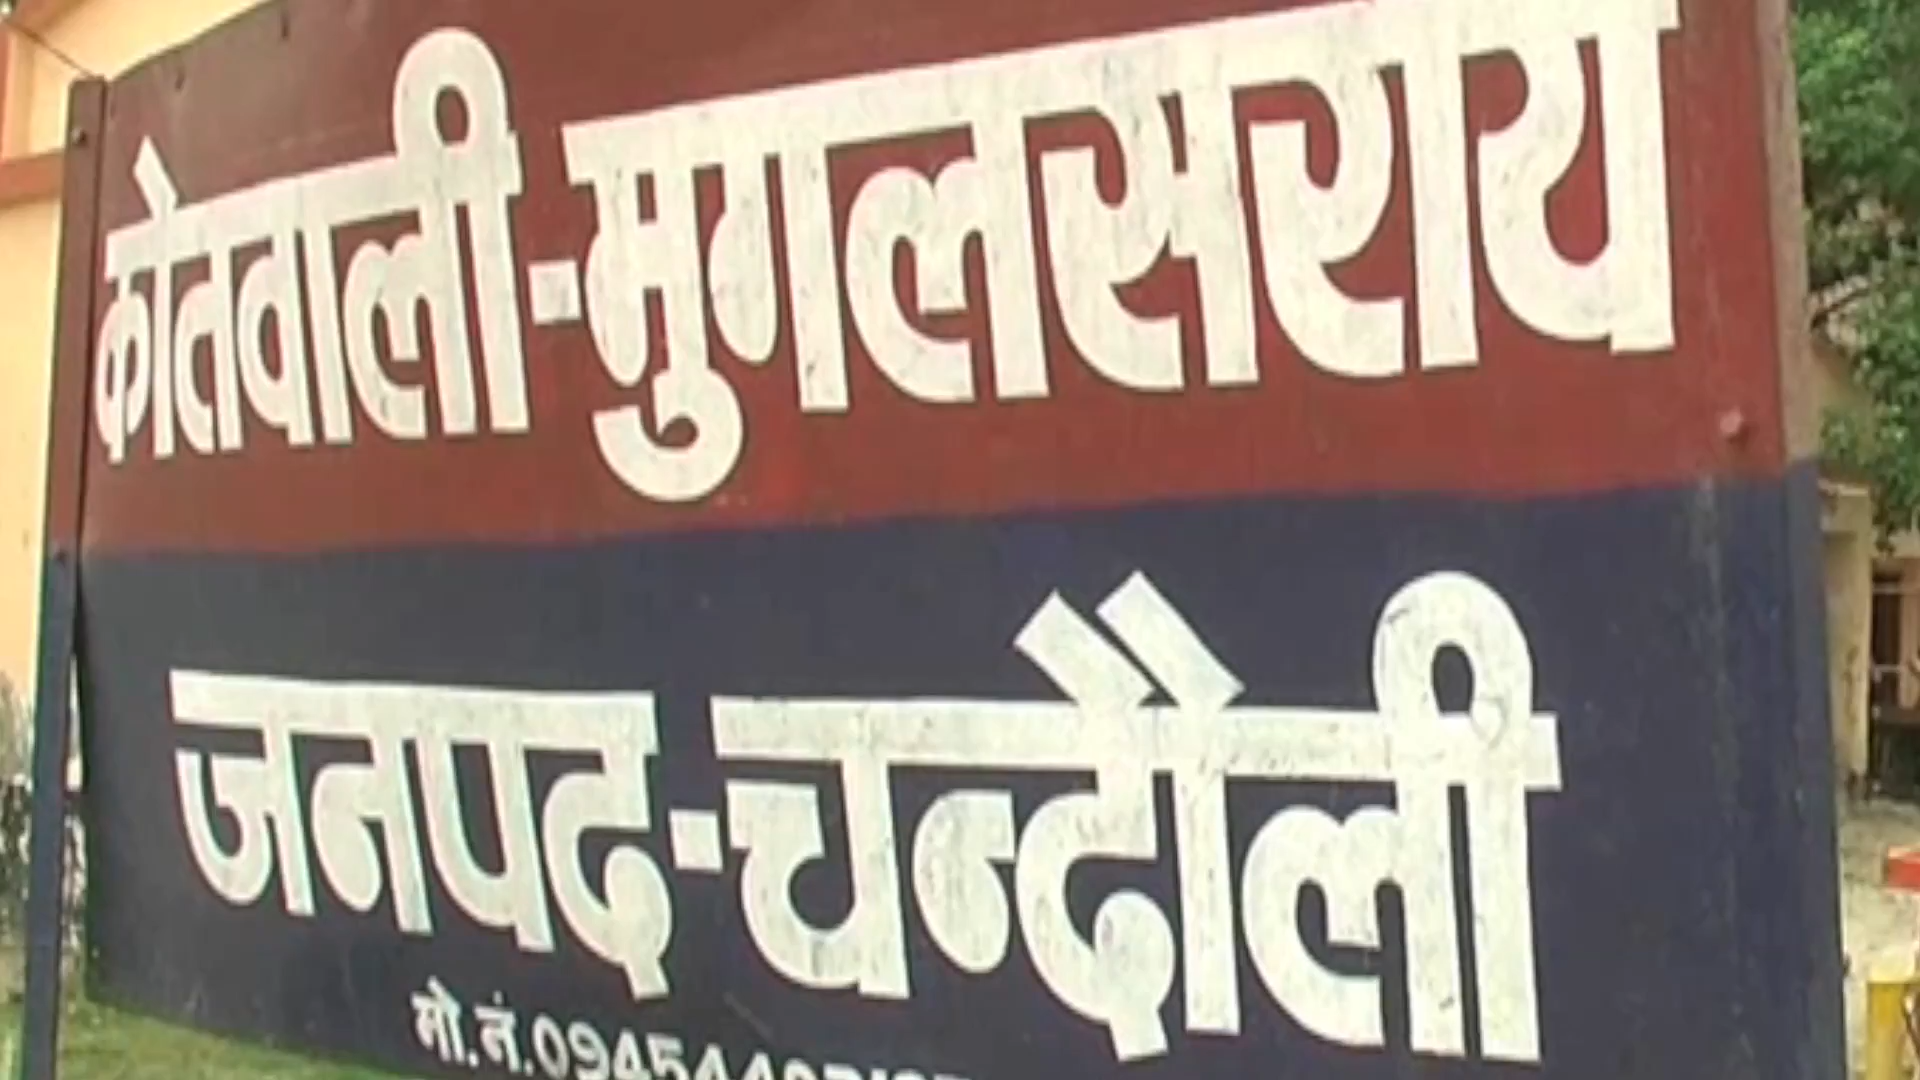 कोतवाली-मुगलसराय
जनपद-चन्दौली
मो.नं.